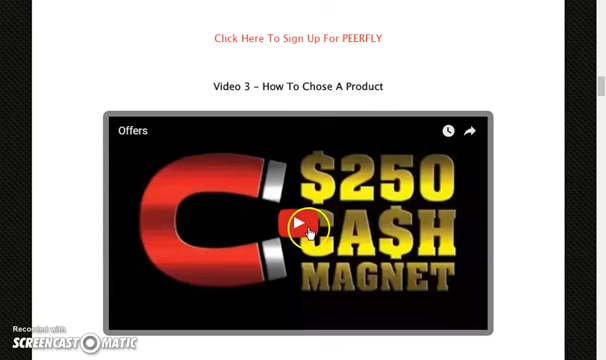 Click Here To Sign Up For PEERFLY
Video 3 – How To Chose A Product
Offers
$250
CA$H
MAGNET
Recorded with
SCREENCAST-O-MATIC